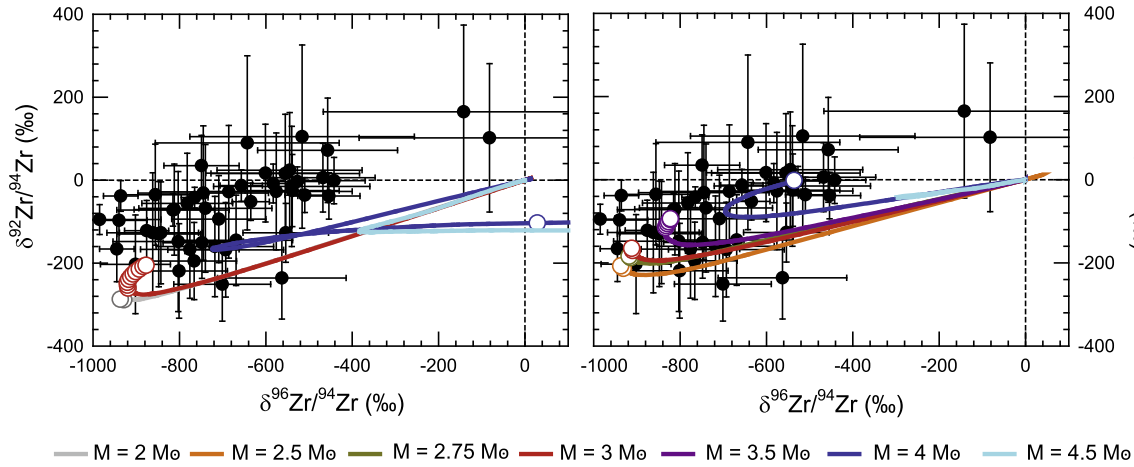 400
200
0
-200
-400
δ⁹²Zr/⁹⁴Zr (‰)
-1000 -800 -600 -400 -200 0
δ⁹⁶Zr/⁹⁴Zr (‰)
-1000 -800 -600 -400 -200 0
δ⁹⁶Zr/⁹⁴Zr (‰)
400
200
0
-200
-400
M = 2 M⊙ M = 2.5 M⊙ M = 2.75 M⊙ M = 3 M⊙ M = 3.5 M⊙ M = 4 M⊙ M = 4.5 M⊙